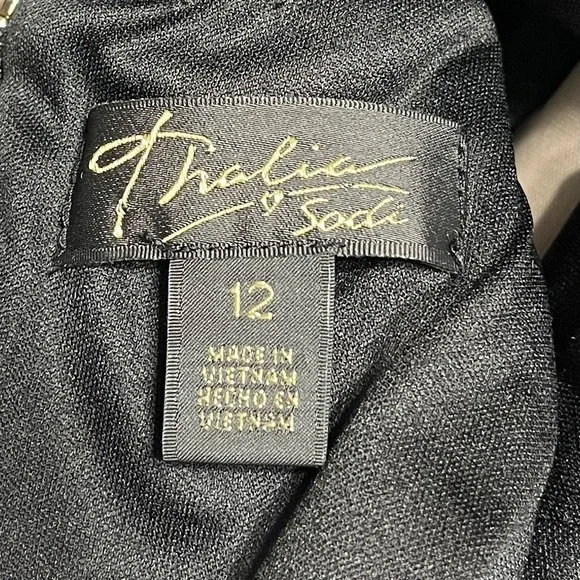 Thalia
Sodi
12
MADE IN
VIETNAM
HECHO EN
VIETNAM